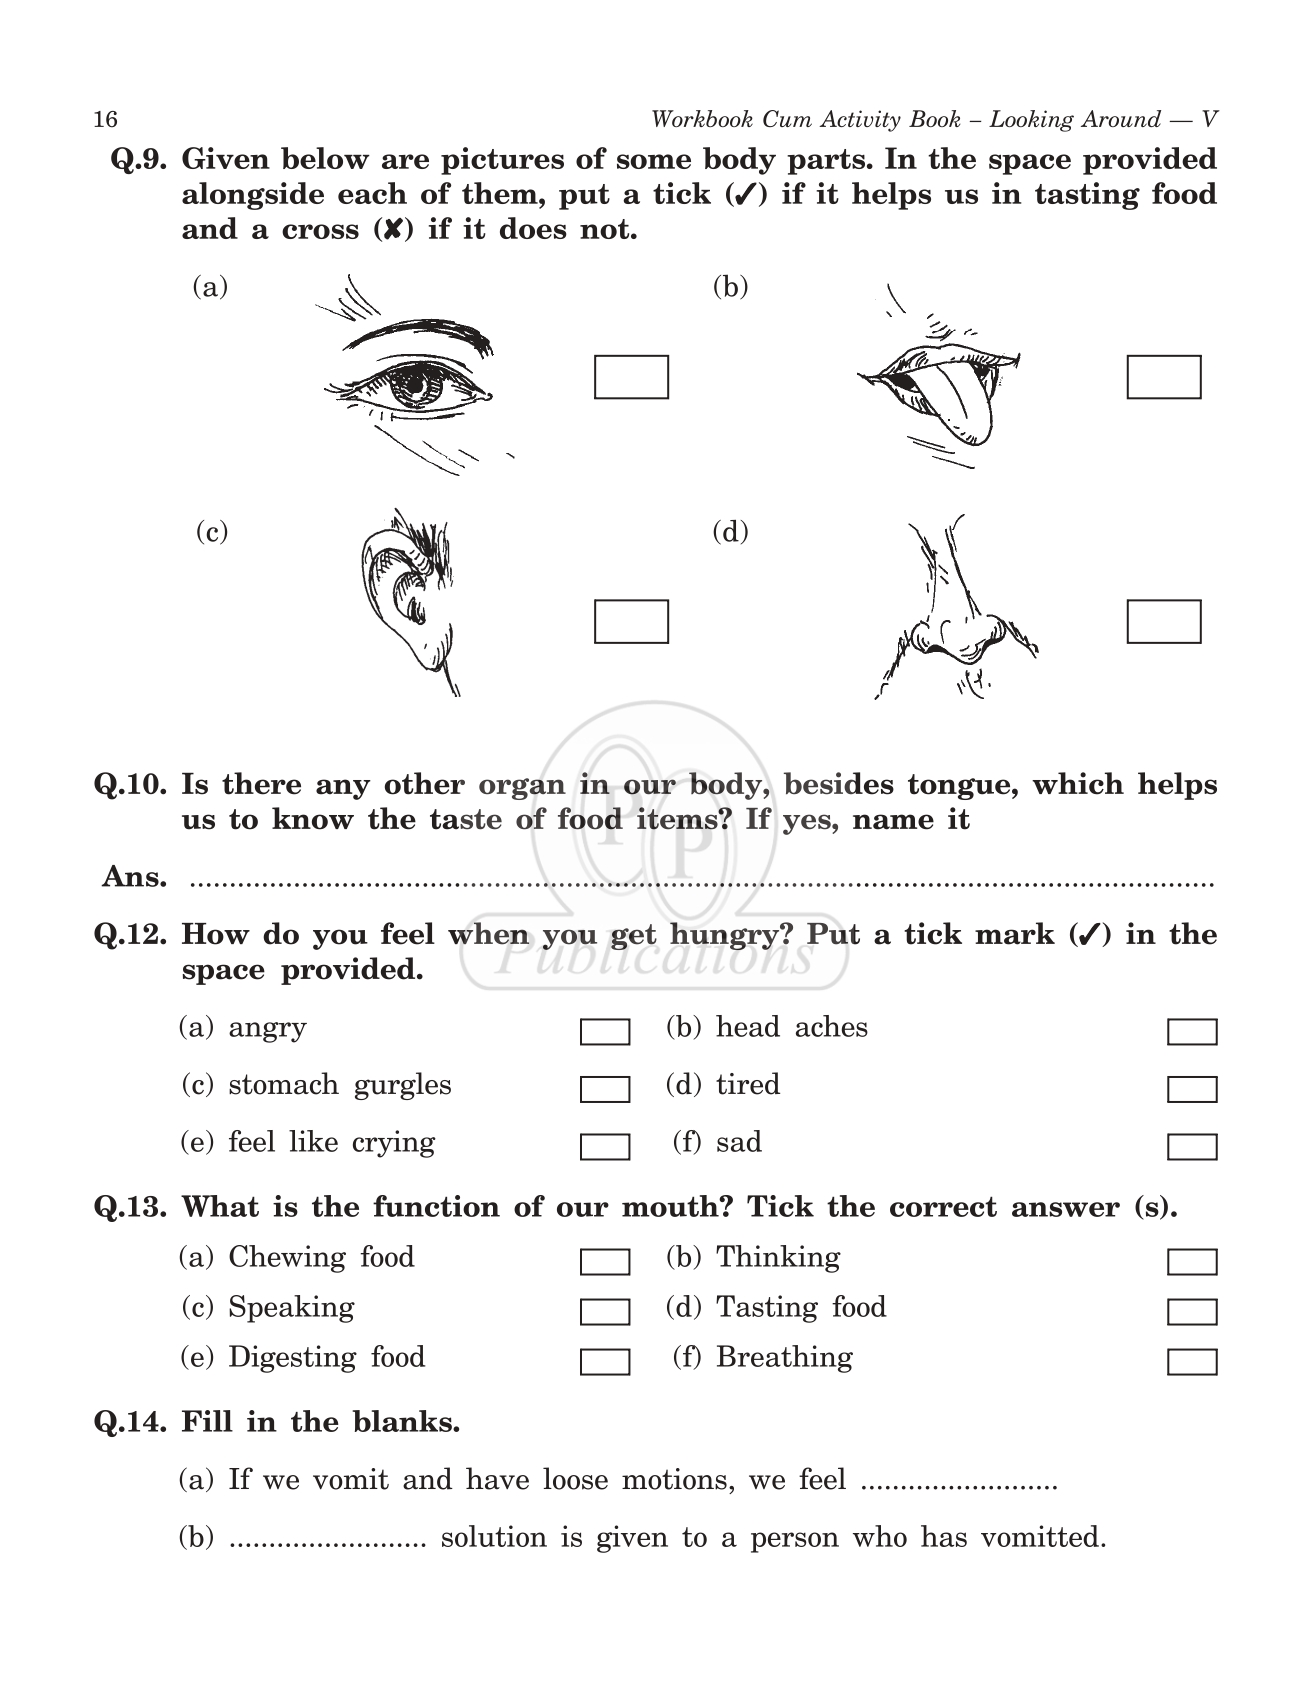 16
Workbook Cum Activity Book – Looking Around — V
Q.9. Given below are pictures of some body parts. In the space provided
alongside each of them, put a tick (✓) if it helps us in tasting food
and a cross (✘) if it does not.
(a)
(b)
(c)
(d)
Q.10. Is there any other organ in our body, besides tongue, which helps
us to know the taste of food items? If yes, name it
Ans. ....................................................................................................................................
PP
Publications
Q.12. How do you feel when you get hungry? Put a tick mark (✓) in the
space provided.
(a) angry
(b) head aches
(c) stomach gurgles
(d) tired
(e) feel like crying
(f) sad
Q.13. What is the function of our mouth? Tick the correct answer (s).
(a) Chewing food
(b) Thinking
(c) Speaking
(d) Tasting food
(e) Digesting food
(f) Breathing
Q.14. Fill in the blanks.
(a) If we vomit and have loose motions, we feel .........................
(b) ......................... solution is given to a person who has vomitted.